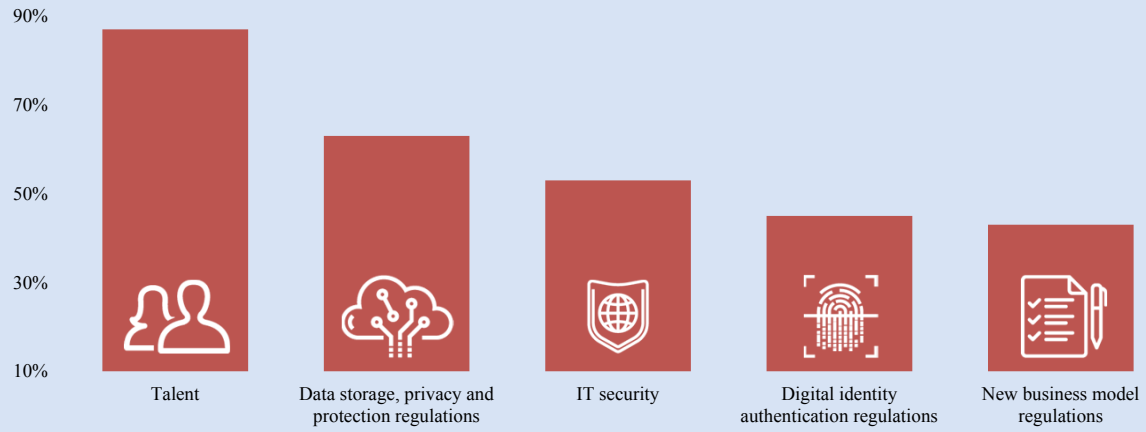 90%
70%
50%
30%
10%
Talent
Data storage, privacy and
protection regulations
IT security
Digital identity
authentication regulations
New business model
regulations